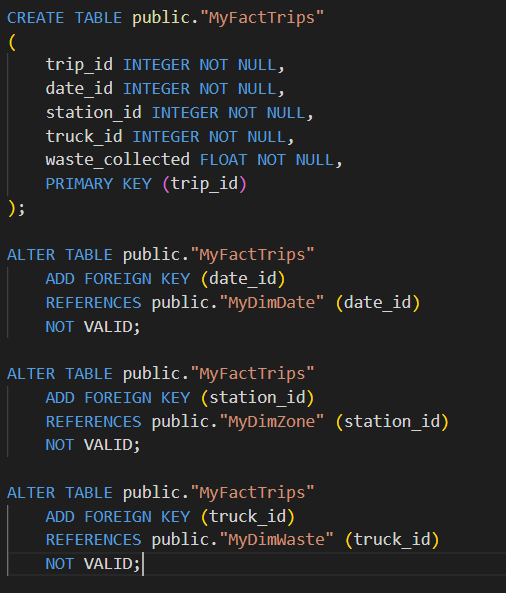 CREATE TABLE public."MyFactTrips"
(
    trip_id INTEGER NOT NULL,
    date_id INTEGER NOT NULL,
    station_id INTEGER NOT NULL,
    truck_id INTEGER NOT NULL,
    waste_collected FLOAT NOT NULL,
    PRIMARY KEY (trip_id)
);

ALTER TABLE public."MyFactTrips"
    ADD FOREIGN KEY (date_id)
    REFERENCES public."MyDimDate" (date_id)
    NOT VALID;

ALTER TABLE public."MyFactTrips"
    ADD FOREIGN KEY (station_id)
    REFERENCES public."MyDimZone" (station_id)
    NOT VALID;

ALTER TABLE public."MyFactTrips"
    ADD FOREIGN KEY (truck_id)
    REFERENCES public."MyDimWaste" (truck_id)
    NOT VALID;